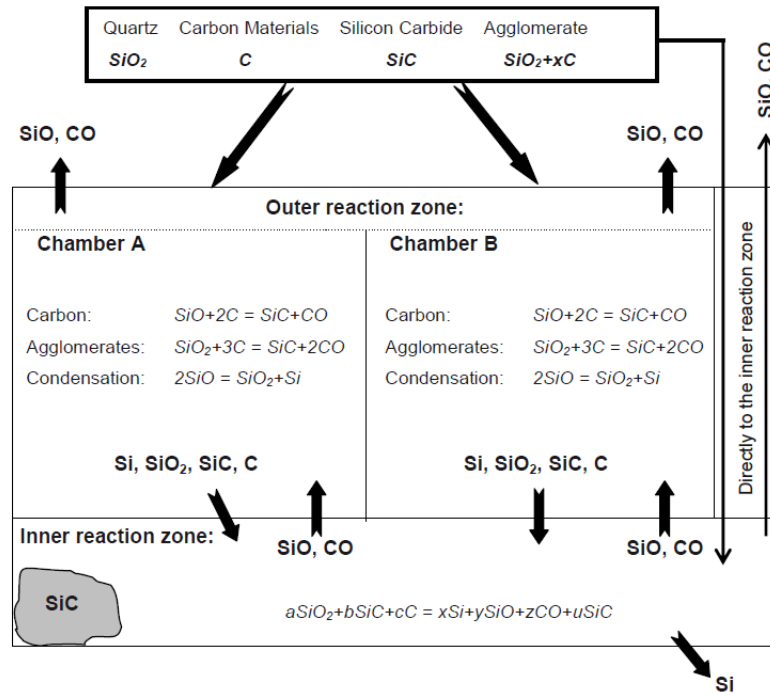 Quartz Carbon Materials Silicon Carbide Agglomerate
SiO₂ C SiC SiO₂+xC
SiO, CO
SiO, CO
SiO, CO
Outer reaction zone:
Chamber A
Carbon: SiO+2C = SiC+CO
Agglomerates: SiO₂+3C = SiC+2CO
Condensation: 2SiO = SiO₂+Si
Si, SiO₂, SiC, C
Chamber B
Carbon: SiO+2C = SiC+CO
Agglomerates: SiO₂+3C = SiC+2CO
Condensation: 2SiO = SiO₂+Si
Si, SiO₂, SiC, C
Directly to the inner reaction zone
Inner reaction zone:
SiO, CO
SiO, CO
SiC
aSiO₂+bSiC+cC = xSi+ySiO+zCO+uSiC
Si